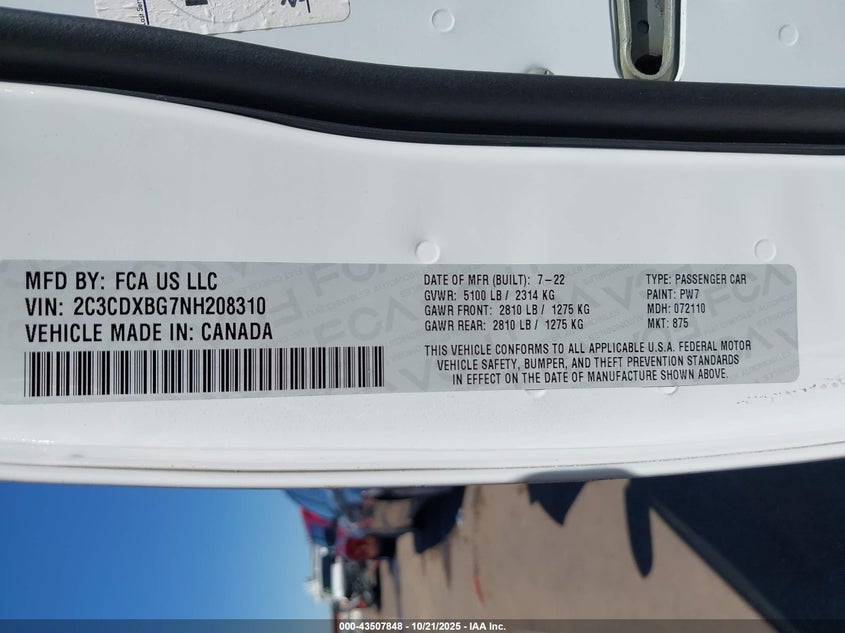 MFD BY: FCA US LLC
VIN: 2C3CDXBG7NH208310
VEHICLE MADE IN: CANADA
DATE OF MFR (BUILT): 7-22
GVWR: 5100 LB / 2314 KG
GAWR FRONT: 2810 LB / 1275 KG
GAWR REAR: 2810 LB / 1275 KG
TYPE: PASSENGER CAR
PAINT: PW7
MDH: 072110
MKT: 875
THIS VEHICLE CONFORMS TO ALL APPLICABLE U.S.A. FEDERAL MOTOR
VEHICLE SAFETY, BUMPER, AND THEFT PREVENTION STANDARDS
IN EFFECT ON THE DATE OF MANUFACTURE SHOWN ABOVE.
000-43507848 - 10/21/2025 - IAA Inc.